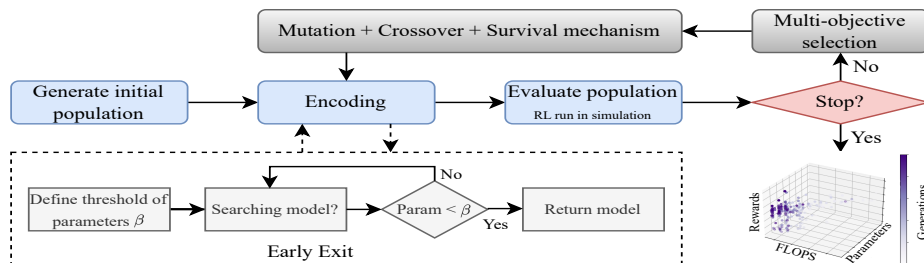 Mutation + Crossover + Survival mechanism
Multi-objective
selection
No
Generate initial
population
Encoding
Evaluate population
RL run in simulation
Stop?
Yes
No
Define threshold of
parameters β
Searching model?
Param < β
Yes
Return model
Early Exit
Rewards
FLOPS
Parameters
Generations